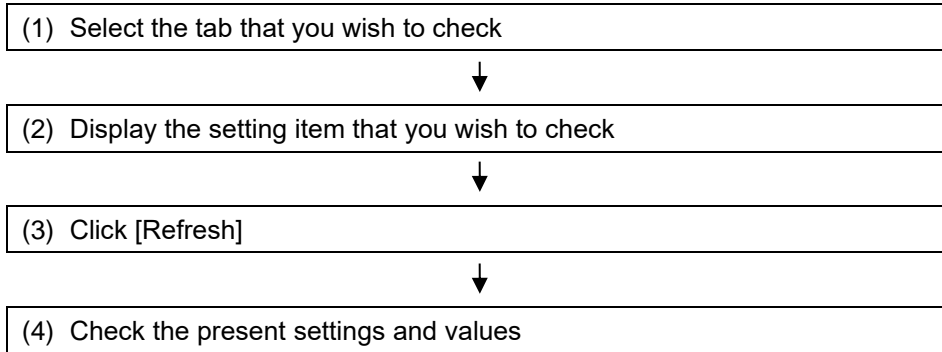 (1) Select the tab that you wish to check
(2) Display the setting item that you wish to check
(3) Click [Refresh]
(4) Check the present settings and values